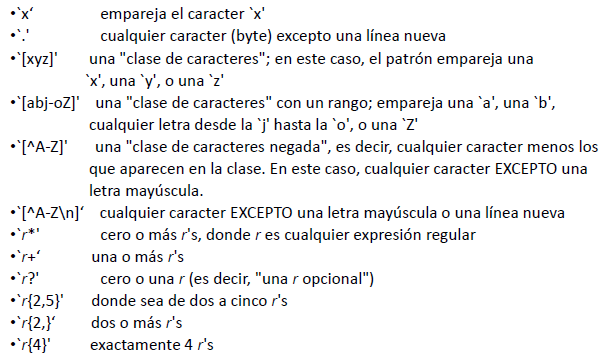 •`x‘ empareja el caracter `x'
•`.' cualquier caracter (byte) excepto una línea nueva
•`[xyz]' una "clase de caracteres"; en este caso, el patrón empareja una
`x', una `y', o una `z'
•`[abj-oZ]' una "clase de caracteres" con un rango; empareja una `a', una `b',
cualquier letra desde la `j' hasta la `o', o una `Z'
•`[^A-Z]' una "clase de caracteres negada", es decir, cualquier caracter menos los
que aparecen en la clase. En este caso, cualquier caracter EXCEPTO una
letra mayúscula.
•`[^A-Z\n]‘ cualquier caracter EXCEPTO una letra mayúscula o una línea nueva
•`r*' cero o más r's, donde r es cualquier expresión regular
•`r+‘ una o más r's
•`r?' cero o una r (es decir, "una r opcional")
•`r{2,5}' donde sea de dos a cinco r's
•`r{2,}‘ dos o más r's
•`r{4}' exactamente 4 r's